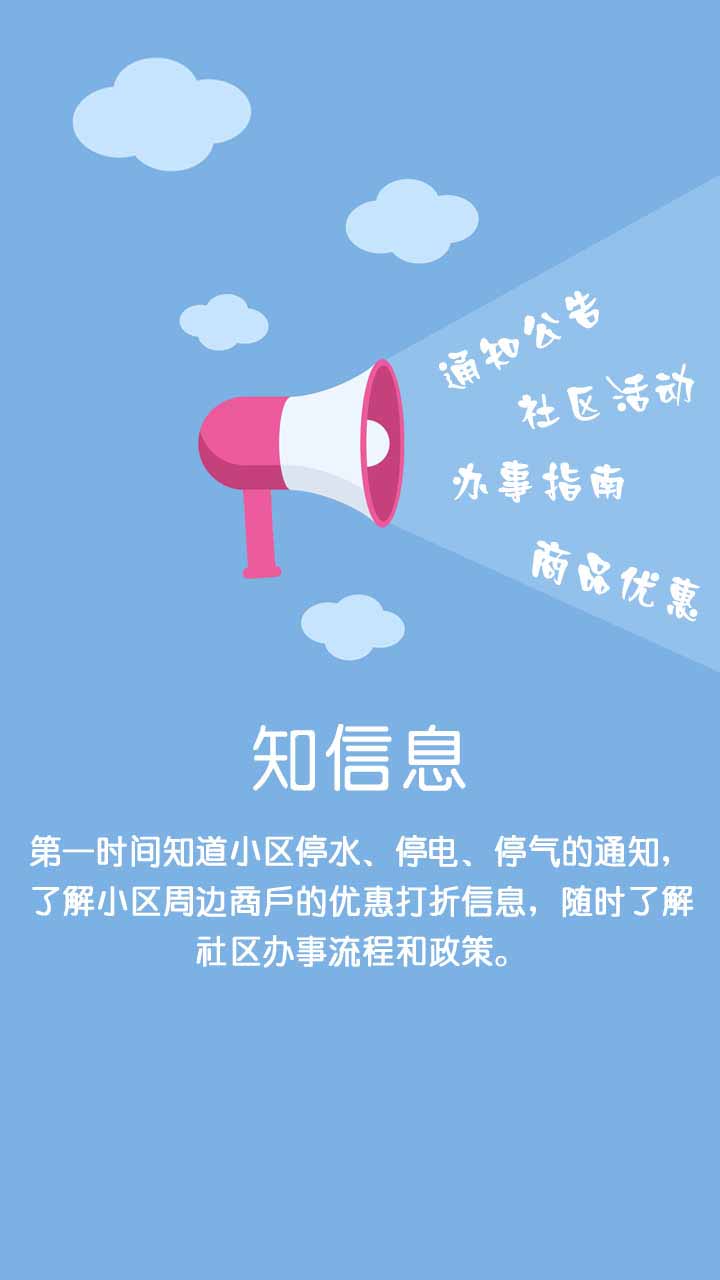 通知公告
社区活动
办事指南
商品优惠
知信息
第一时间知道小区停水、停电、停气的通知，
了解小区周边商戶的优惠打折信息，随时了解
社区办事流程和政策。